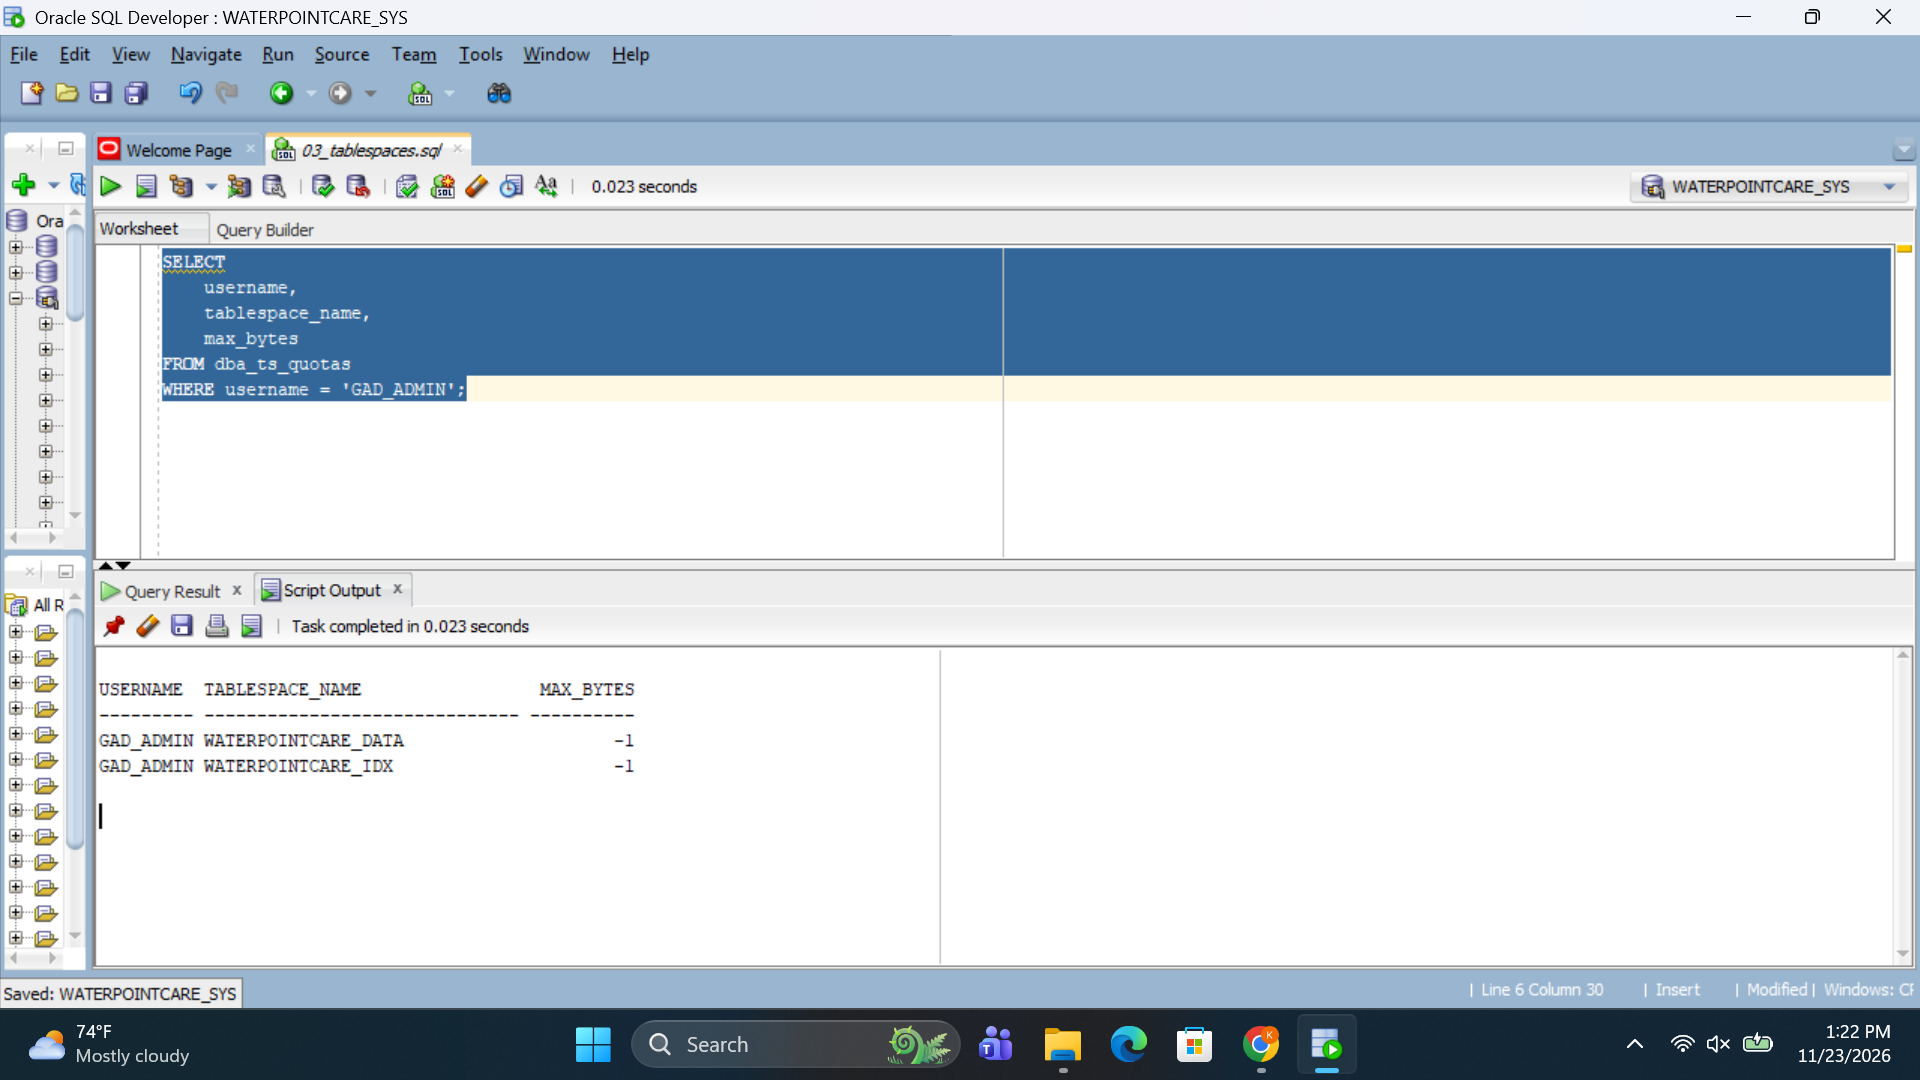 Oracle SQL Developer : WATERPOINTCARE_SYS
File Edit View Navigate Run Source Team Tools Window Help
Welcome Page
03_tablespaces.sql
0.023 seconds
WATERPOINTCARE_SYS
Ora
Worksheet
Query Builder
SELECT
username,
tablespace_name,
max_bytes
FROM dba_ts_quotas
WHERE username = 'GAD_ADMIN';
Query Result
Script Output
All R
Task completed in 0.023 seconds
USERNAME TABLESPACE_NAME MAX_BYTES
--------- ------------------------------ ----------
GAD_ADMIN WATERPOINTCARE_DATA -1
GAD_ADMIN WATERPOINTCARE_IDX -1
Saved: WATERPOINTCARE_SYS
| Line 6 Column 30 | Insert | Modified | Windows: CR
74°F
Mostly cloudy
Search
1:22 PM
11/23/2026